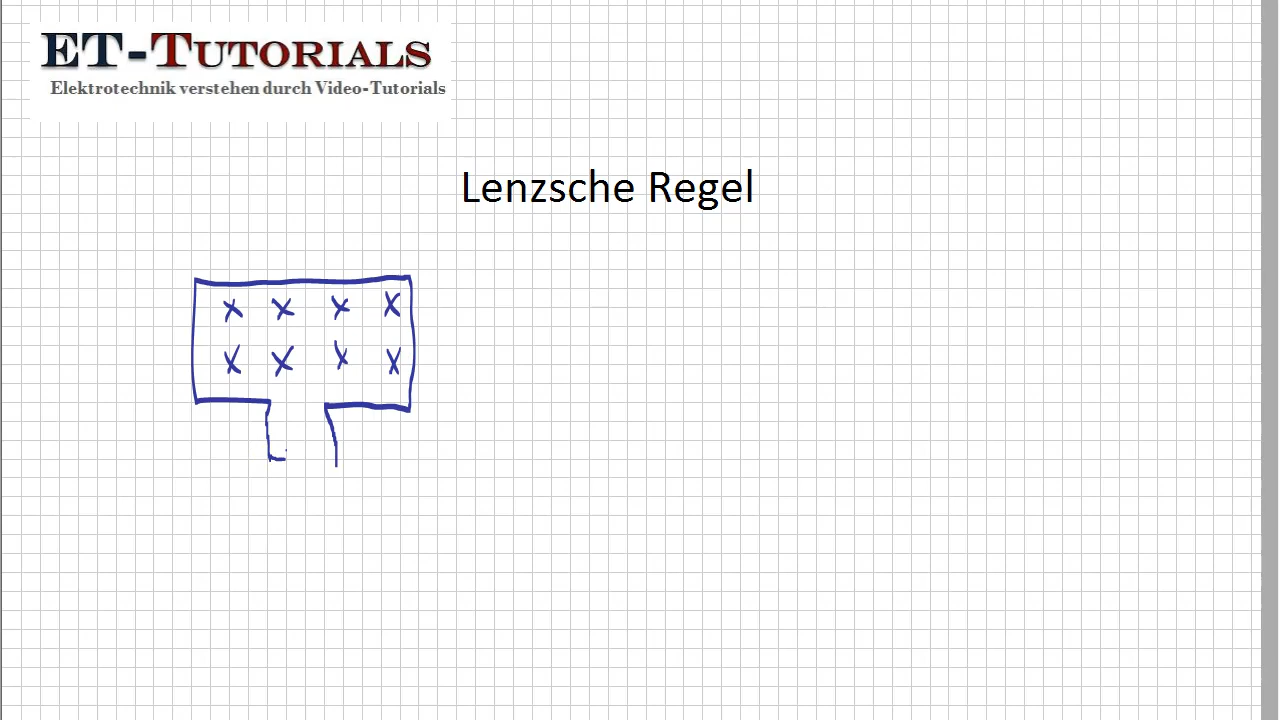 ET-Tutorials
Elektrotechnik verstehen durch Video-Tutorials
Lenzsche Regel
x x x x
x x x x